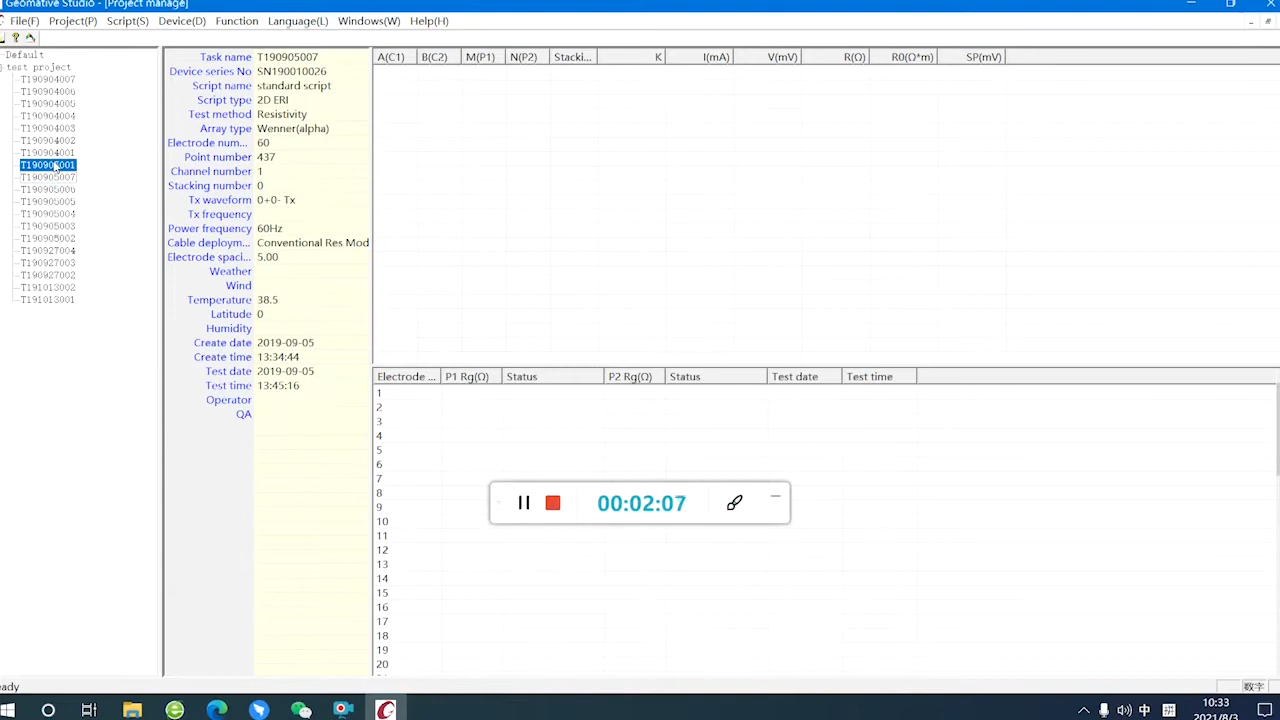 Geomative Studio - [Project manage]
File(F) Project(P) Script(S) Device(D) Function Language(L) Windows(W) Help(H)
Default
test project
T190904007
T190904006
T190904005
T190904004
T190904003
T190904002
T190904001
T190905001
T190905007
T190905006
T190905005
T190905004
T190905003
T190905002
T190927004
T190927003
T190927002
T191013002
T191013001
Task name T190905007
Device series No SN190010026
Script name standard script
Script type 2D ERI
Test method Resistivity
Array type Wenner(alpha)
Electrode num... 60
Point number 437
Channel number 1
Stacking number 0
Tx waveform 0+0- Tx
Tx frequency
Power frequency 60Hz
Cable deploym... Conventional Res Mod
Electrode spaci... 5.00
Weather
Wind
Temperature 38.5
Latitude 0
Humidity
Create date 2019-09-05
Create time 13:34:44
Test date 2019-09-05
Test time 13:45:16
Operator
QA
A(C1) B(C2) M(P1) N(P2) Stacki... K I(mA) V(mV) R(Ω) R0(Ω*m) SP(mV)
Electrode ... P1 Rg(Ω) Status P2 Rg(Ω) Status Test date Test time
1
2
3
4
5
6
7
8
9
10
11
12
13
14
15
16
17
18
19
20
00:02:07
eady
数字
中
拼
10:33
2021/8/3